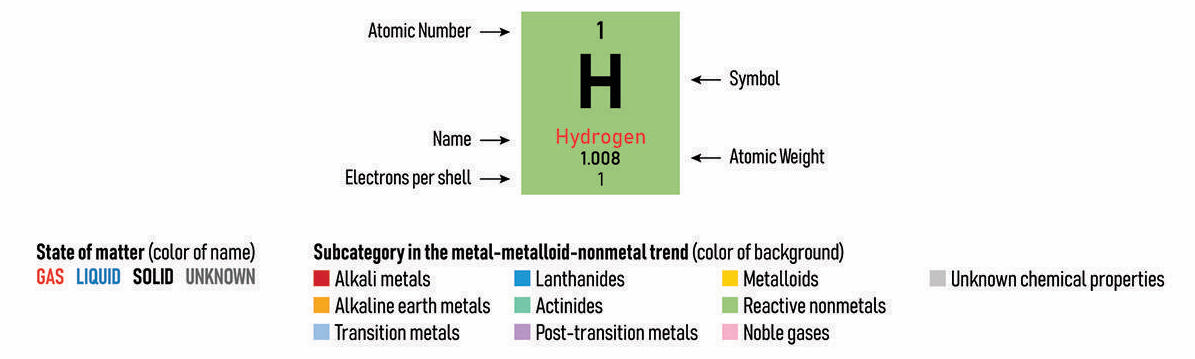 Atomic Number
1
H
Symbol
Name
Hydrogen
1.008
Atomic Weight
Electrons per shell
1
State of matter (color of name)
GAS LIQUID SOLID UNKNOWN
Subcategory in the metal-metalloid-nonmetal trend (color of background)
Alkali metals
Lanthanides
Metalloids
Unknown chemical properties
Alkaline earth metals
Actinides
Reactive nonmetals
Transition metals
Post-transition metals
Noble gases